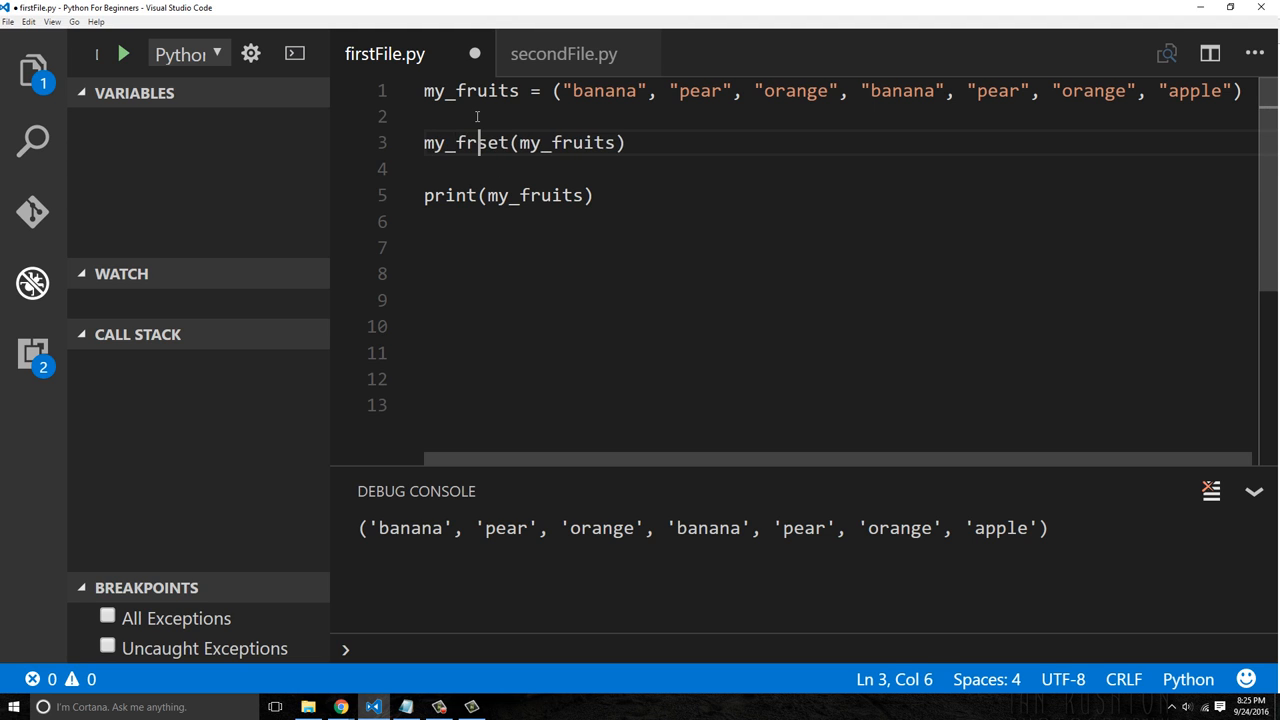 firstFile.py - Python For Beginners - Visual Studio Code
File Edit View Go Help
Pythor
firstFile.py
secondFile.py
1
VARIABLES
WATCH
CALL STACK
2
BREAKPOINTS
All Exceptions
Uncaught Exceptions
1 my_fruits = ("banana", "pear", "orange", "banana", "pear", "orange", "apple")
2
3 my_frset(my_fruits)
4
5 print(my_fruits)
6
7
8
9
10
11
12
13
DEBUG CONSOLE
('banana', 'pear', 'orange', 'banana', 'pear', 'orange', 'apple')
0 0
Ln 3, Col 6 Spaces: 4 UTF-8 CRLF Python
I'm Cortana. Ask me anything.
8:25 PM
9/24/2016